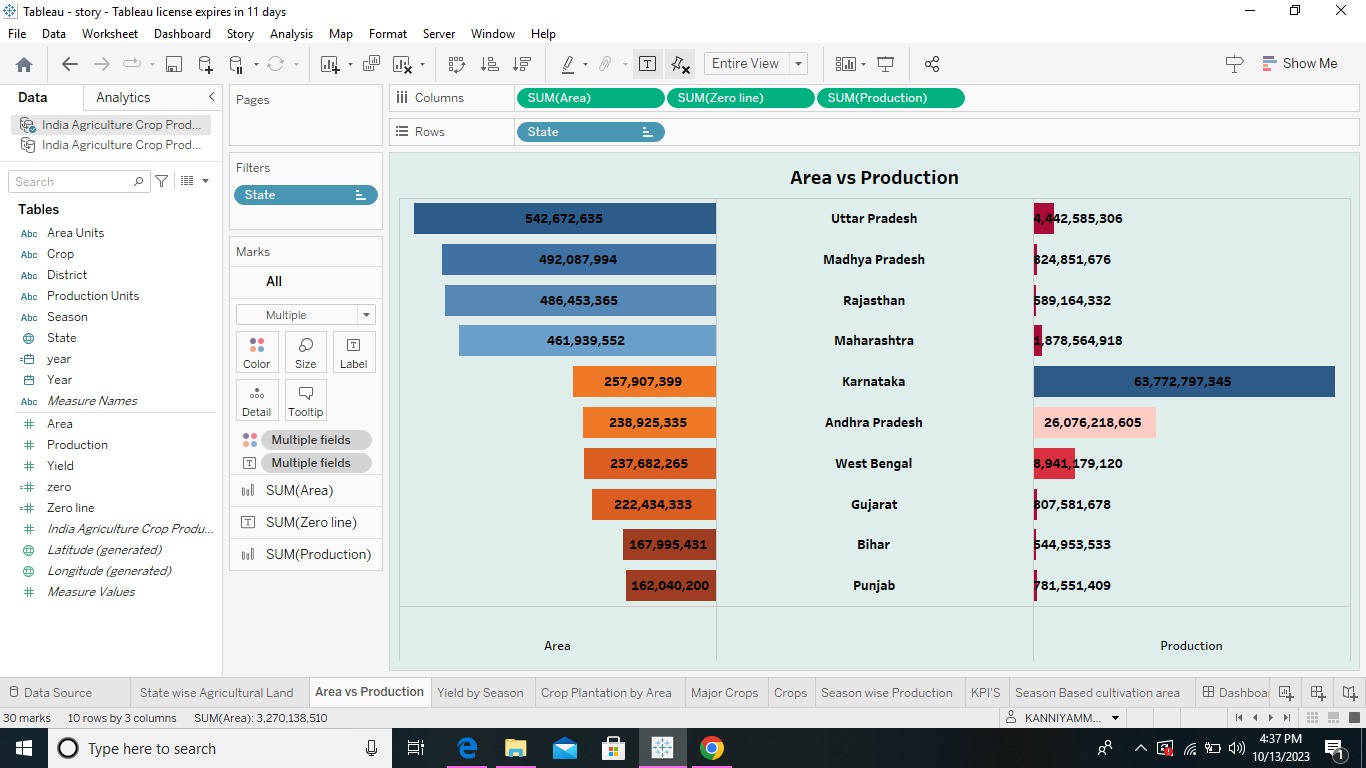 Tableau - story - Tableau license expires in 11 days
File Data Worksheet Dashboard Story Analysis Map Format Server Window Help
Entire View Show Me
Data Analytics
India Agriculture Crop Prod...
India Agriculture Crop Prod...
Search
Tables
Abc Area Units
Abc Crop
Abc District
Abc Production Units
Abc Season
State
year
Year
Abc Measure Names
Area
Production
Yield
zero
Zero line
India Agriculture Crop Produ...
Latitude (generated)
Longitude (generated)
Measure Values
Pages
Filters
State
Marks
All
Multiple
Color Size Label
Detail Tooltip
Multiple fields
Multiple fields
SUM(Area)
SUM(Zero line)
SUM(Production)
Columns SUM(Area) SUM(Zero line) SUM(Production)
Rows State
Area vs Production
542,672,635 Uttar Pradesh 4,442,585,306
492,087,994 Madhya Pradesh 824,851,676
486,453,365 Rajasthan 589,164,332
461,939,552 Maharashtra 1,878,564,918
257,907,399 Karnataka 63,772,797,345
238,925,335 Andhra Pradesh 26,076,218,605
237,682,265 West Bengal 8,941,179,120
222,434,333 Gujarat 807,581,678
167,995,431 Bihar 544,953,533
162,040,200 Punjab 781,551,409
Area Production
Data Source State wise Agricultural Land Area vs Production Yield by Season Crop Plantation by Area Major Crops Crops Season wise Production KPI'S Season Based cultivation area Dashboa
30 marks 10 rows by 3 columns SUM(Area): 3,270,138,510 KANNIYAMM...
Type here to search
4:37 PM
10/13/2023
1